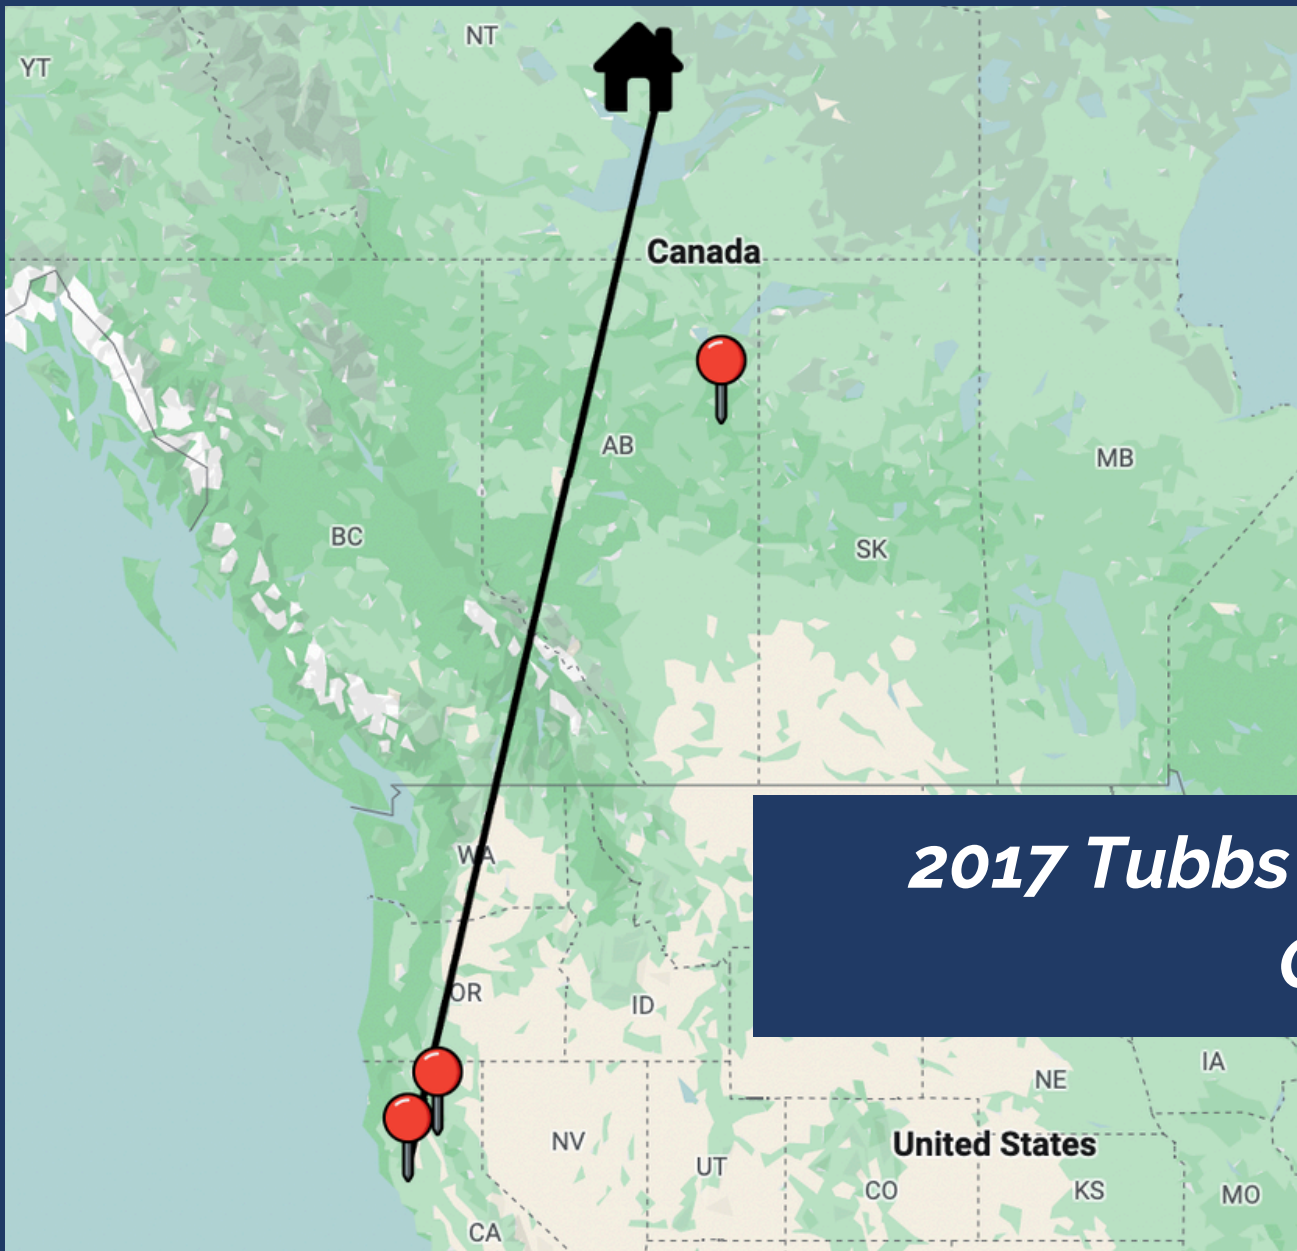 NT
YT
Canada
AB
MB
BC
SK
WA
2017 Tubbs
OR
ID
IA
NE
NV
United States
UT
CO
KS
MO
CA